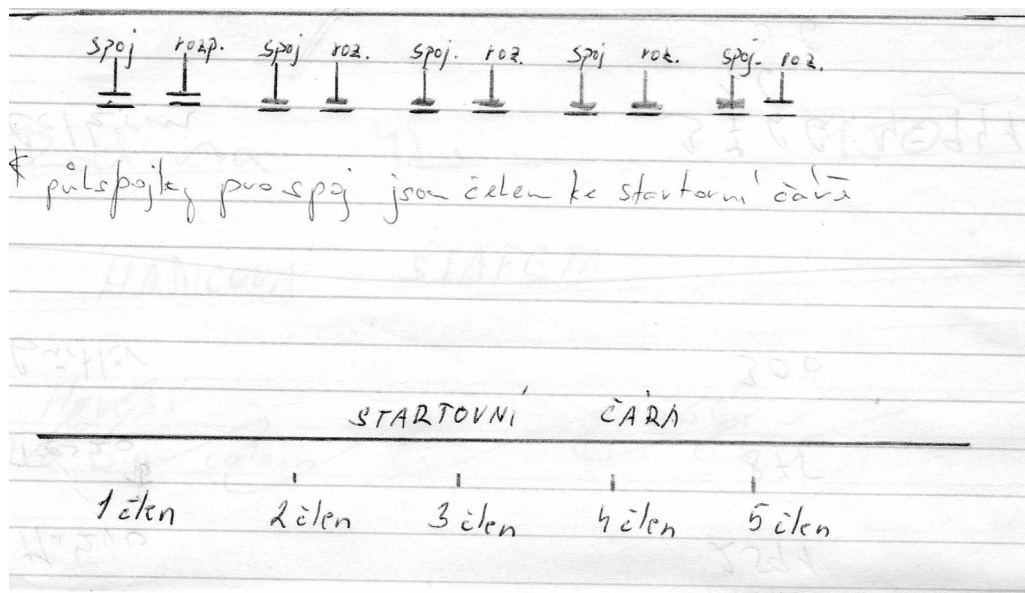 spoj rozp. spoj roz. spoj. roz. spoj roz. spoj. roz.
půlspojky pro spoj jsou čelem ke startovní čáře
STARTOVNÍ ČÁRA
1 člen 2 člen 3 člen 4 člen 5 člen